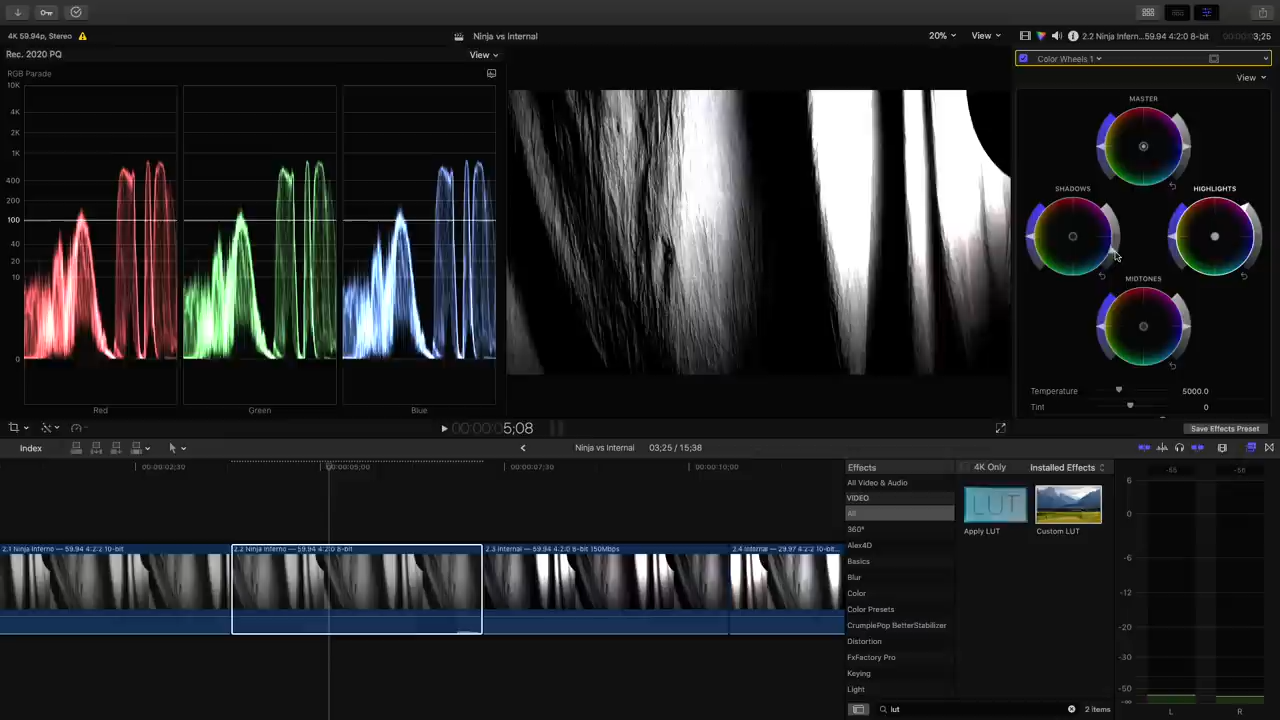 4K 59.94p, Stereo
Ninja vs Internal
20%
View
2.2 Ninja Infern...59.94 4:2:0 8-bit
3;25
Rec. 2020 PQ
View
Color Wheels 1
View
RGB Parade
10K
4K
2K
1K
400
200
100
40
20
10
0
Red
Green
Blue
MASTER
SHADOWS
HIGHLIGHTS
MIDTONES
Temperature
5000.0
Tint
0
00:00:05;08
Save Effects Preset
Index
Ninja vs Internal
03;25 / 15;38
00:00:02;30
00:00:05;00
00:00:07;30
00:00:10;00
2.1 Ninja Inferno — 59.94 4:2:2 10-bit
2.2 Ninja Inferno — 59.94 4:2:0 8-bit
2.3 Internal — 59.94 4:2:0 8-bit 150Mbps
2.4 Internal — 29.97 4:2:2 10-bit...
Effects
4K Only
Installed Effects
All Video & Audio
VIDEO
All
360°
Alex4D
Basics
Blur
Color
Color Presets
CrumplePop BetterStabilizer
Distortion
FxFactory Pro
Keying
Light
LUT
Apply LUT
Custom LUT
lut
2 items
6
0
-6
-12
-20
-30
-50
-∞
L
R